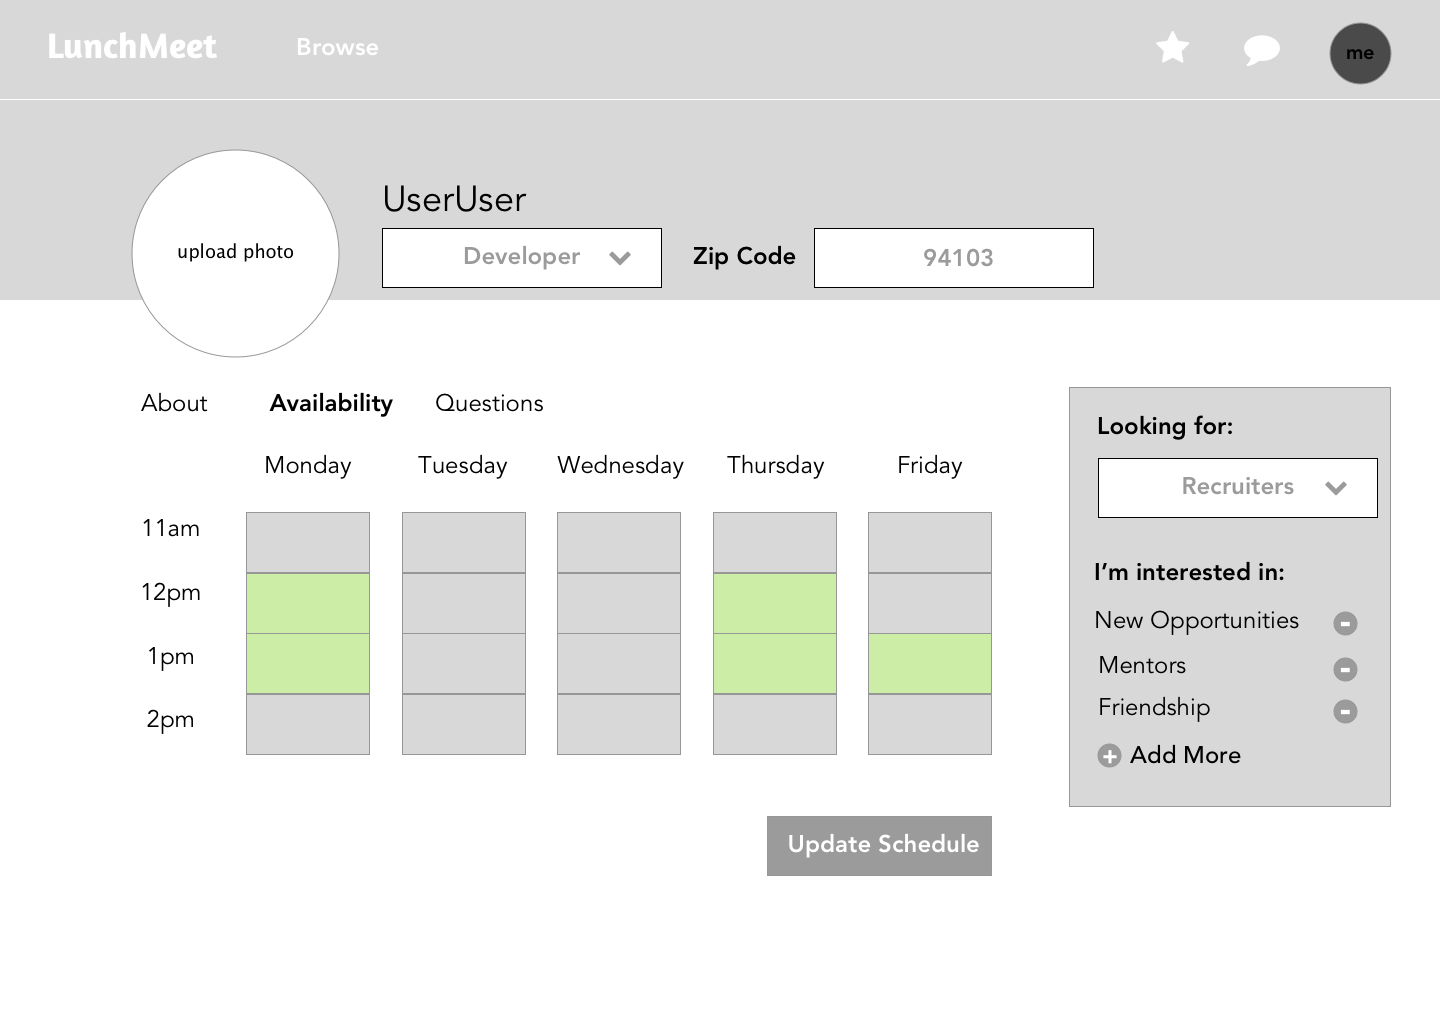 LunchMeet Browse me
UserUser
upload photo Developer Zip Code 94103
About Availability Questions
Monday Tuesday Wednesday Thursday Friday
11am
12pm
1pm
2pm
Update Schedule
Looking for:
Recruiters
I’m interested in:
New Opportunities
Mentors
Friendship
Add More